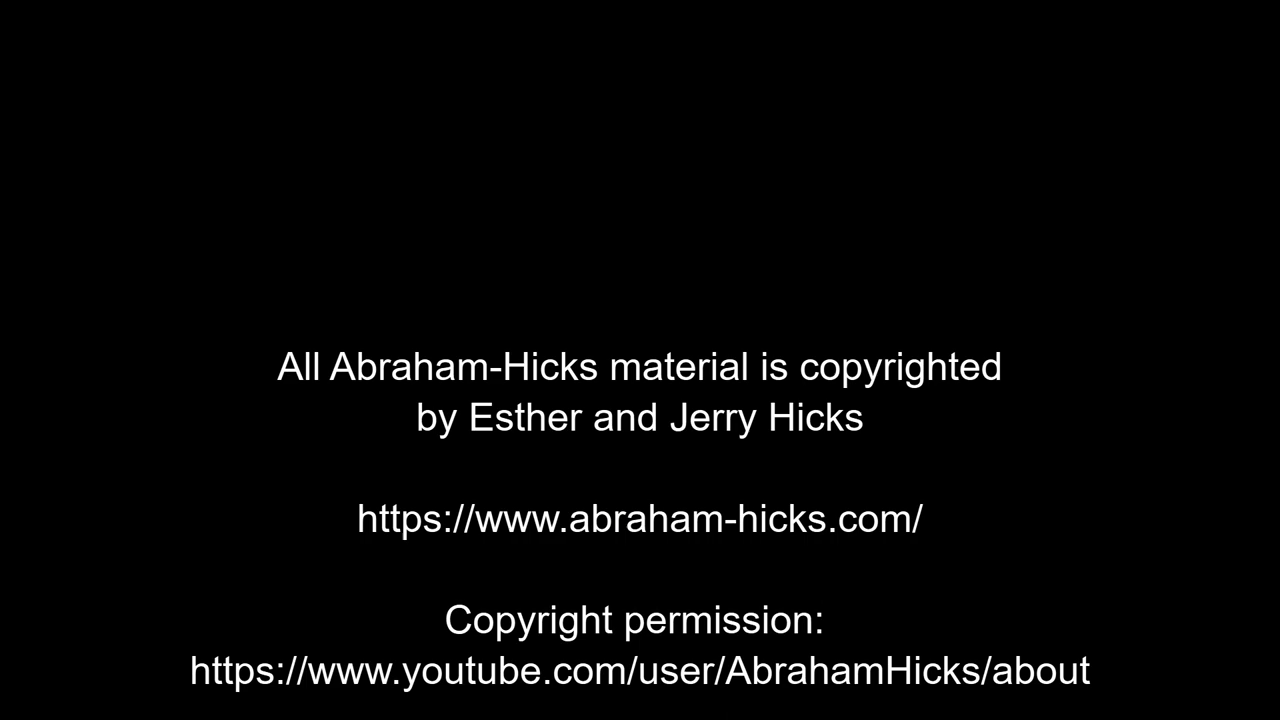 All Abraham-Hicks material is copyrighted
by Esther and Jerry Hicks
https://www.abraham-hicks.com/
Copyright permission:
https://www.youtube.com/user/AbrahamHicks/about